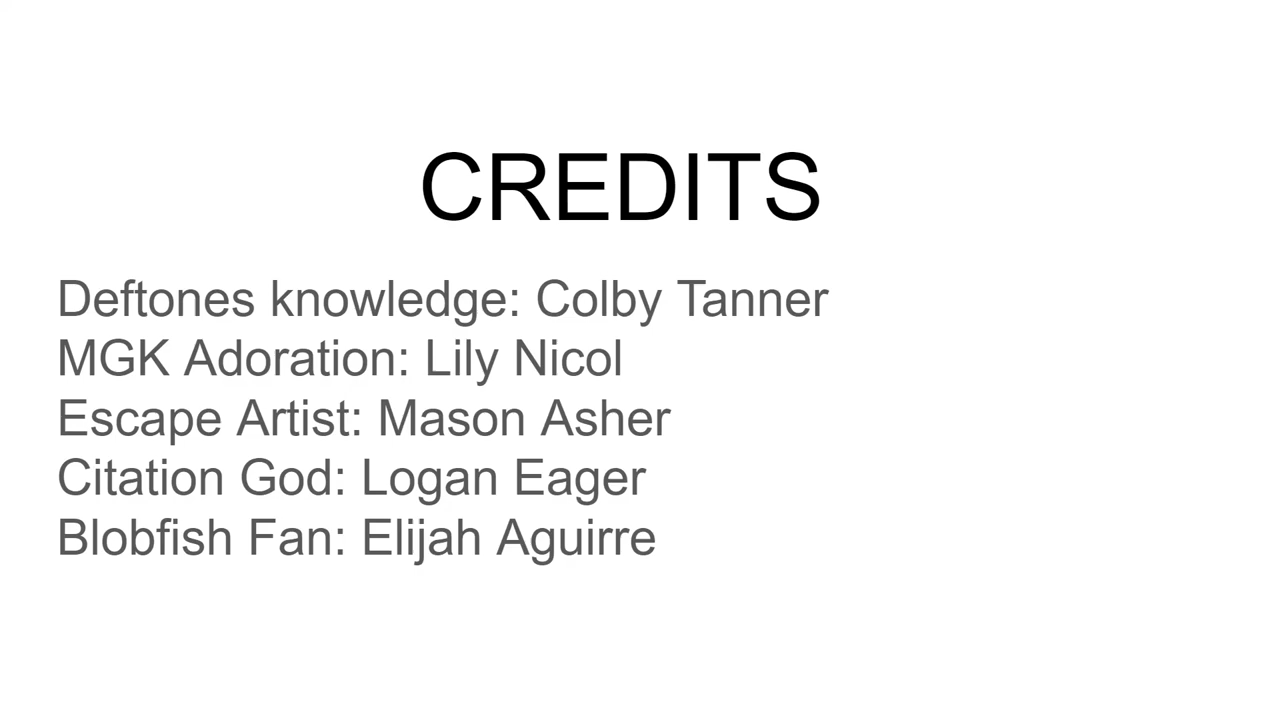 CREDITS
Deftones knowledge: Colby Tanner
MGK Adoration: Lily Nicol
Escape Artist: Mason Asher
Citation God: Logan Eager
Blobfish Fan: Elijah Aguirre